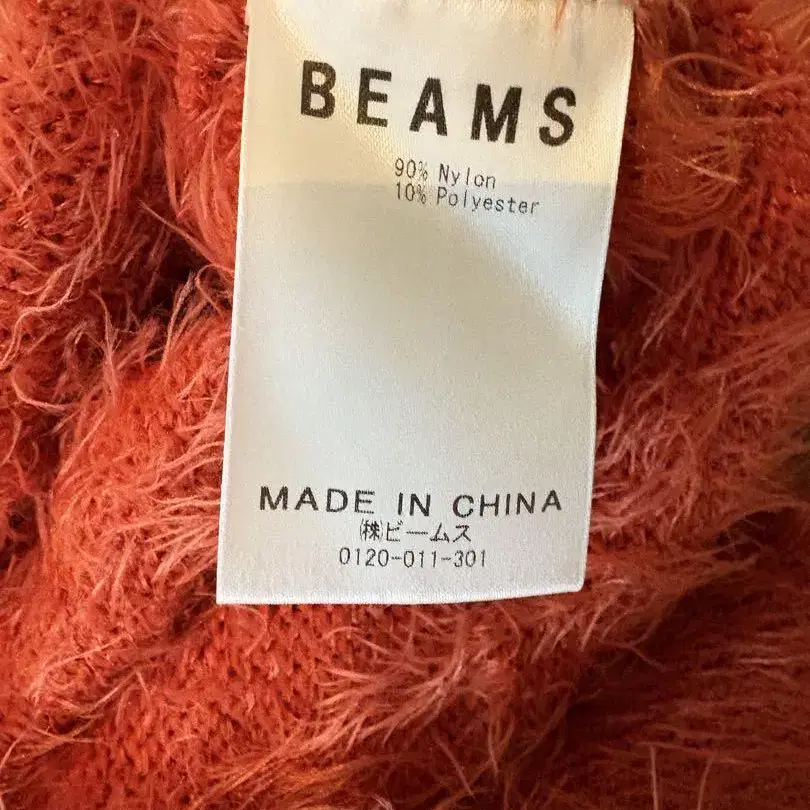 BEAMS
90% Nylon
10% Polyester
MADE IN CHINA
㈱ビームス
0120-011-301